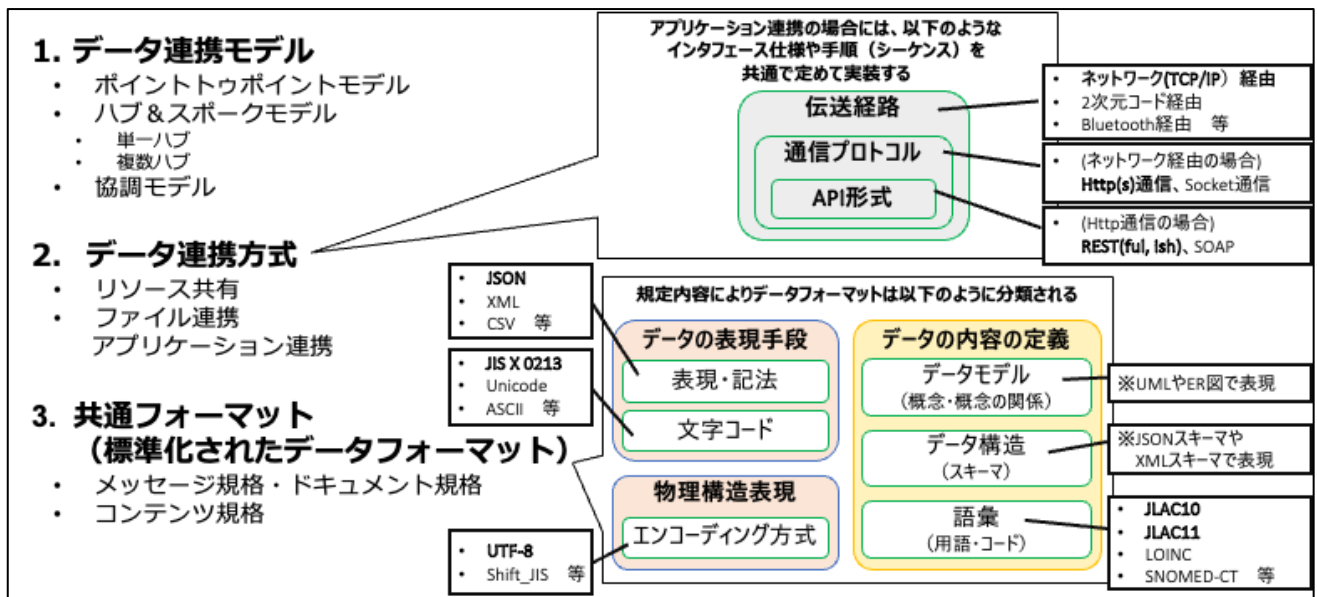 1. データ連携モデル
• ポイントトゥポイントモデル
• ハブ＆スポークモデル
• 単一ハブ
• 複数ハブ
• 協調モデル
2. データ連携方式
• リソース共有
• ファイル連携
アプリケーション連携
3. 共通フォーマット
（標準化されたデータフォーマット）
• メッセージ規格・ドキュメント規格
• コンテンツ規格
アプリケーション連携の場合には、以下のような
インタフェース仕様や手順（シーケンス）を
共通で定めて実装する
伝送経路
通信プロトコル
API形式
• ネットワーク(TCP/IP）経由
• 2次元コード経由
• Bluetooth経由　等
• (ネットワーク経由の場合)
Http(s)通信、Socket通信
• (Http通信の場合)
REST(ful, ish)、SOAP
規定内容によりデータフォーマットは以下のように分類される
• JSON
• XML
• CSV　等
• JIS X 0213
• Unicode
• ASCII　等
データの表現手段
表現・記法
文字コード
物理構造表現
エンコーディング方式
• UTF-8
• Shift_JIS　等
データの内容の定義
データモデル
(概念・概念の関係)
データ構造
(スキーマ)
語彙
(用語・コード)
※UMLやER図で表現
※JSONスキーマや
XMLスキーマで表現
• JLAC10
• JLAC11
• LOINC
• SNOMED-CT　等